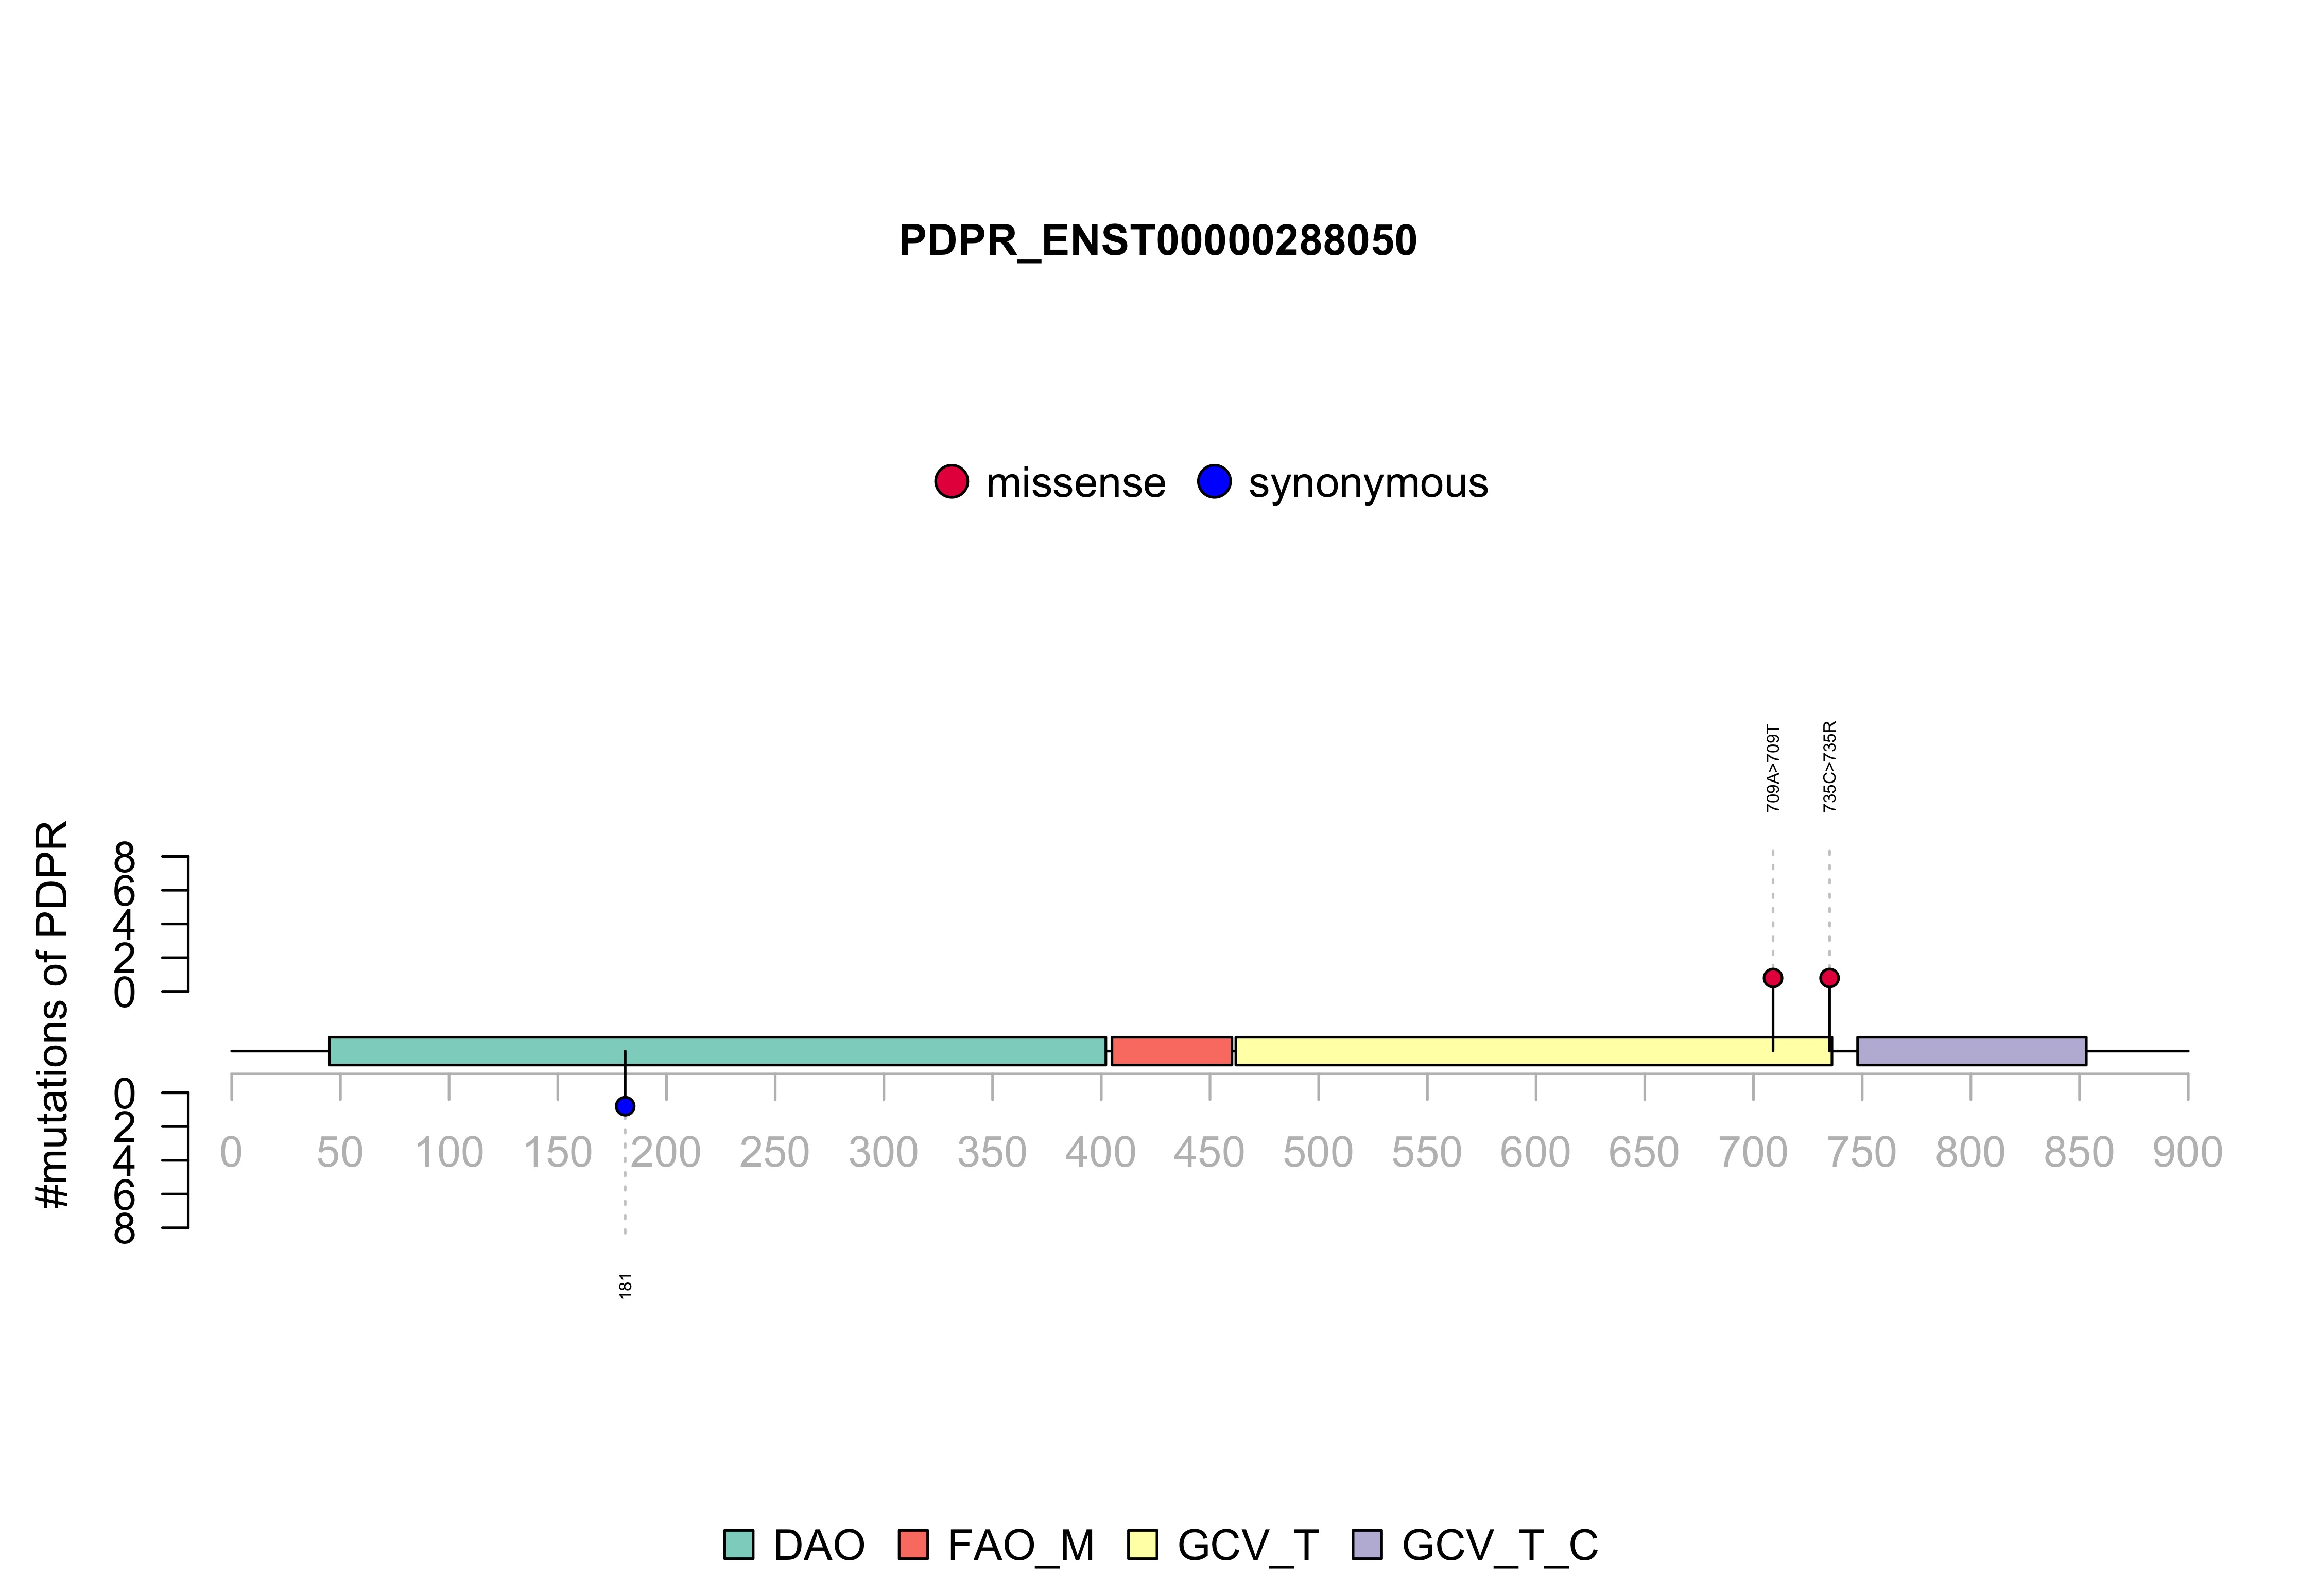 PDPR_ENST00000288050
missense synonymous
709A>709T
735C>735R
#mutations of PDPR
8
6
4
2
0
0
2
4
6
8
0 50 100 150 200 250 300 350 400 450 500 550 600 650 700 750 800 850 900
181
DAO FAO_M GCV_T GCV_T_C